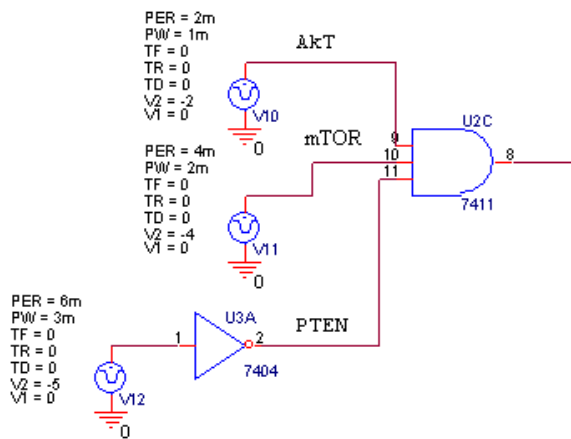 PER = 2m
PW = 1m
TF = 0
TR = 0
TD = 0
V2 = -2
V1 = 0
V10
0
AkT
PER = 4m
PW = 2m
TF = 0
TR = 0
TD = 0
V2 = -4
V1 = 0
V11
0
mTOR
U2C
9
10
11
8
7411
PER = 6m
PW = 3m
TF = 0
TR = 0
TD = 0
V2 = -5
V1 = 0
V12
0
U3A
1
2
7404
PTEN